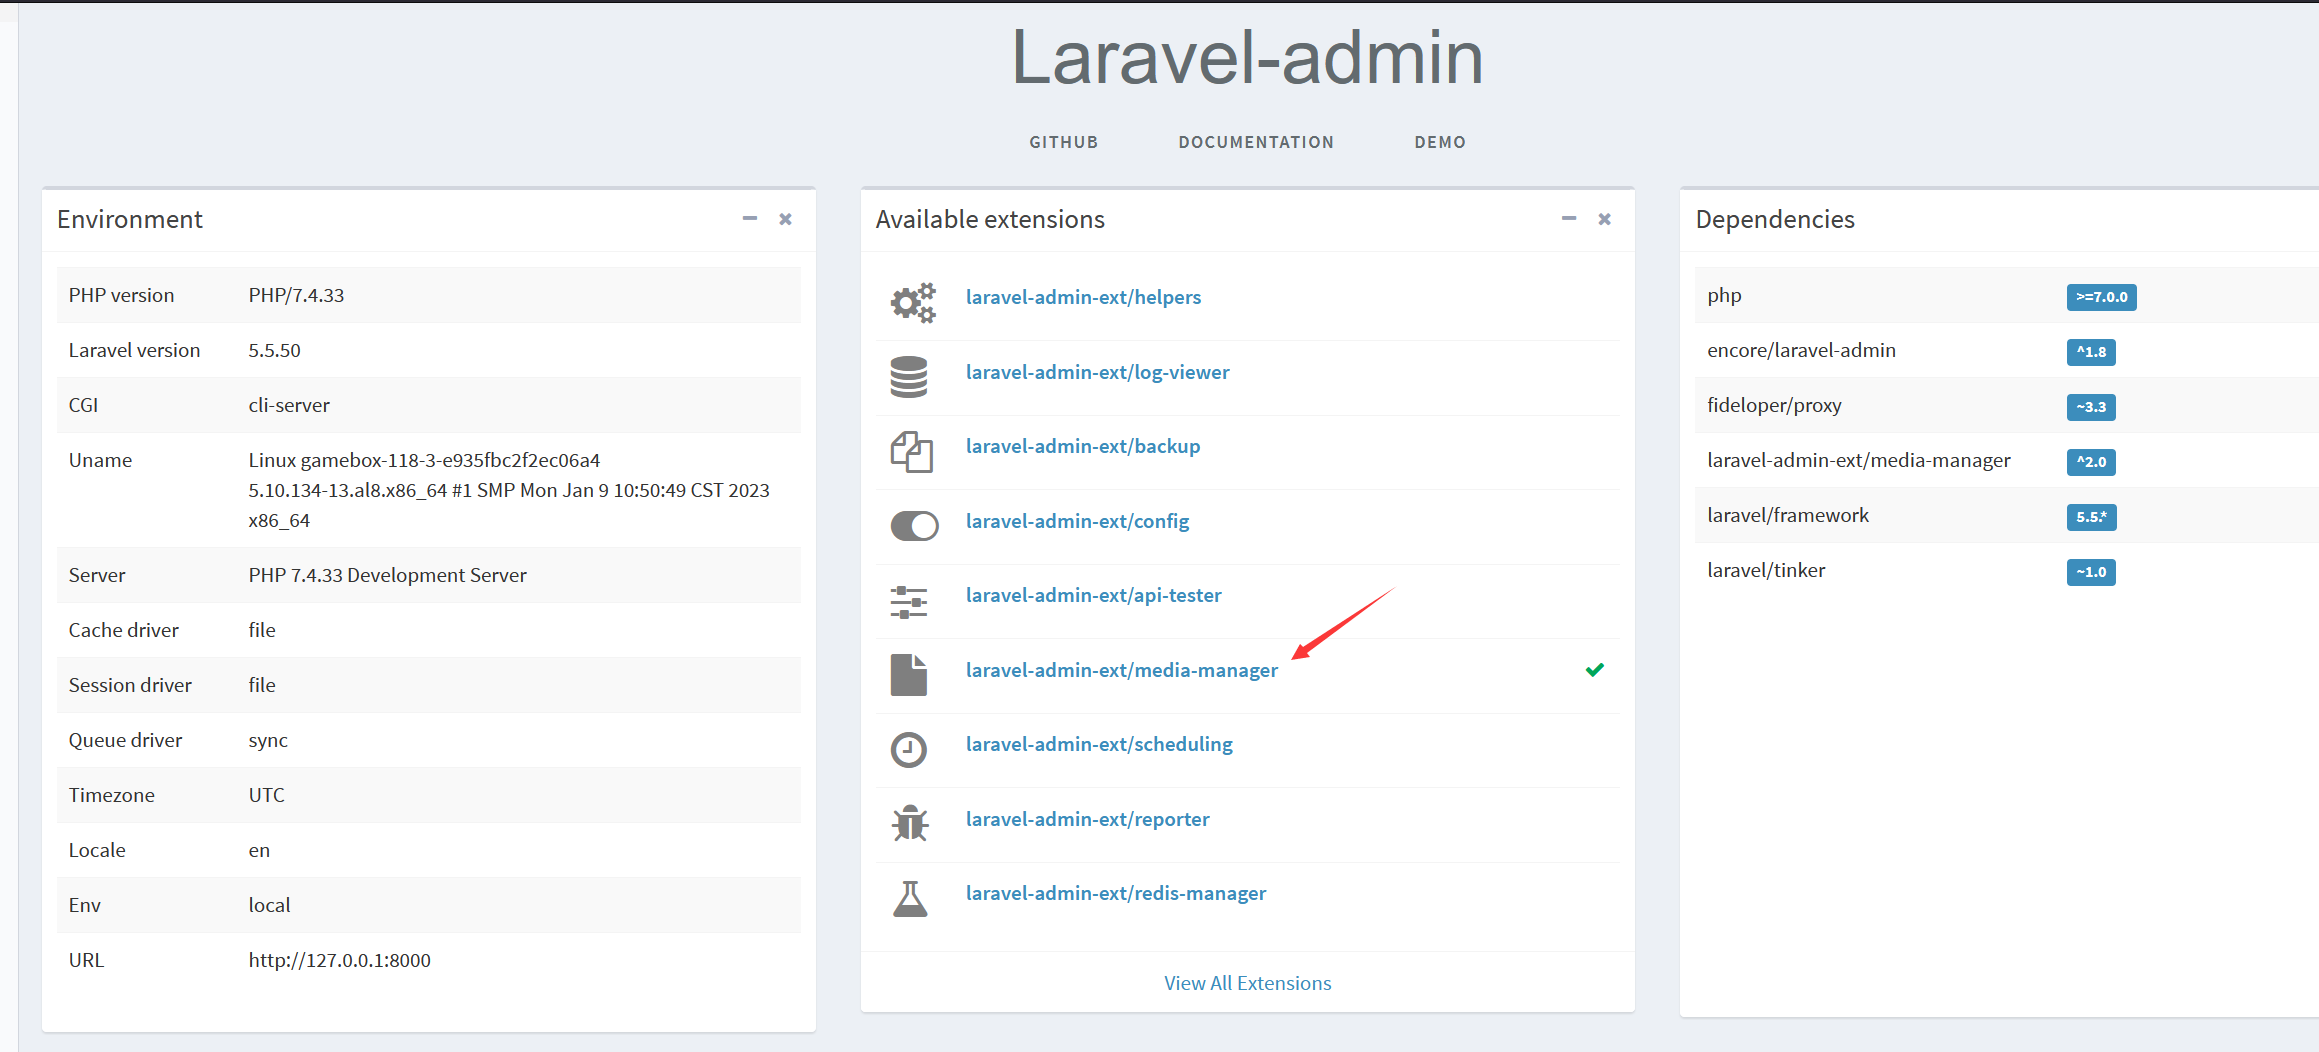 Laravel-admin
GITHUB DOCUMENTATION DEMO
Environment
PHP version PHP/7.4.33
Laravel version 5.5.50
CGI cli-server
Uname Linux gamebox-118-3-e935fbc2f2ec06a4
5.10.134-13.al8.x86_64 #1 SMP Mon Jan 9 10:50:49 CST 2023
x86_64
Server PHP 7.4.33 Development Server
Cache driver file
Session driver file
Queue driver sync
Timezone UTC
Locale en
Env local
URL http://127.0.0.1:8000
Available extensions
laravel-admin-ext/helpers
laravel-admin-ext/log-viewer
laravel-admin-ext/backup
laravel-admin-ext/config
laravel-admin-ext/api-tester
laravel-admin-ext/media-manager
laravel-admin-ext/scheduling
laravel-admin-ext/reporter
laravel-admin-ext/redis-manager
View All Extensions
Dependencies
php >=7.0.0
encore/laravel-admin ^1.8
fideloper/proxy ~3.3
laravel-admin-ext/media-manager ^2.0
laravel/framework 5.5.*
laravel/tinker ~1.0